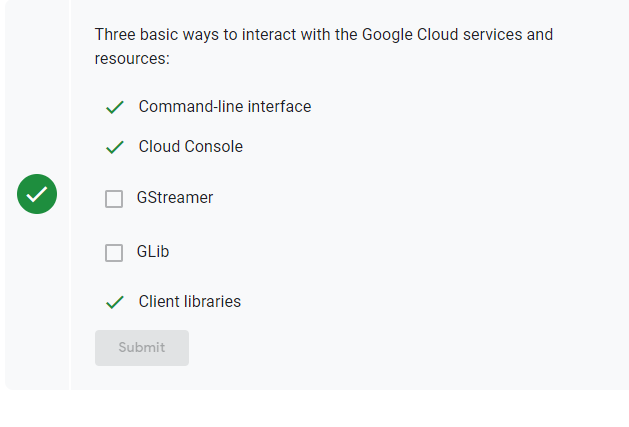 Three basic ways to interact with the Google Cloud services and
resources:
Command-line interface
Cloud Console
GStreamer
GLib
Client libraries
Submit